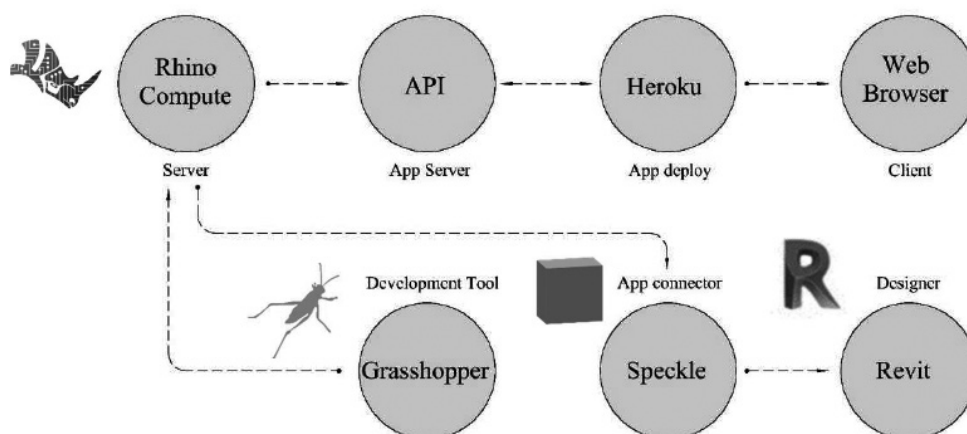 Rhino
Compute
API
Heroku
Web
Browser
Server
App Server
App deploy
Client
Development Tool
App connector
Designer
Grasshopper
Speckle
Revit